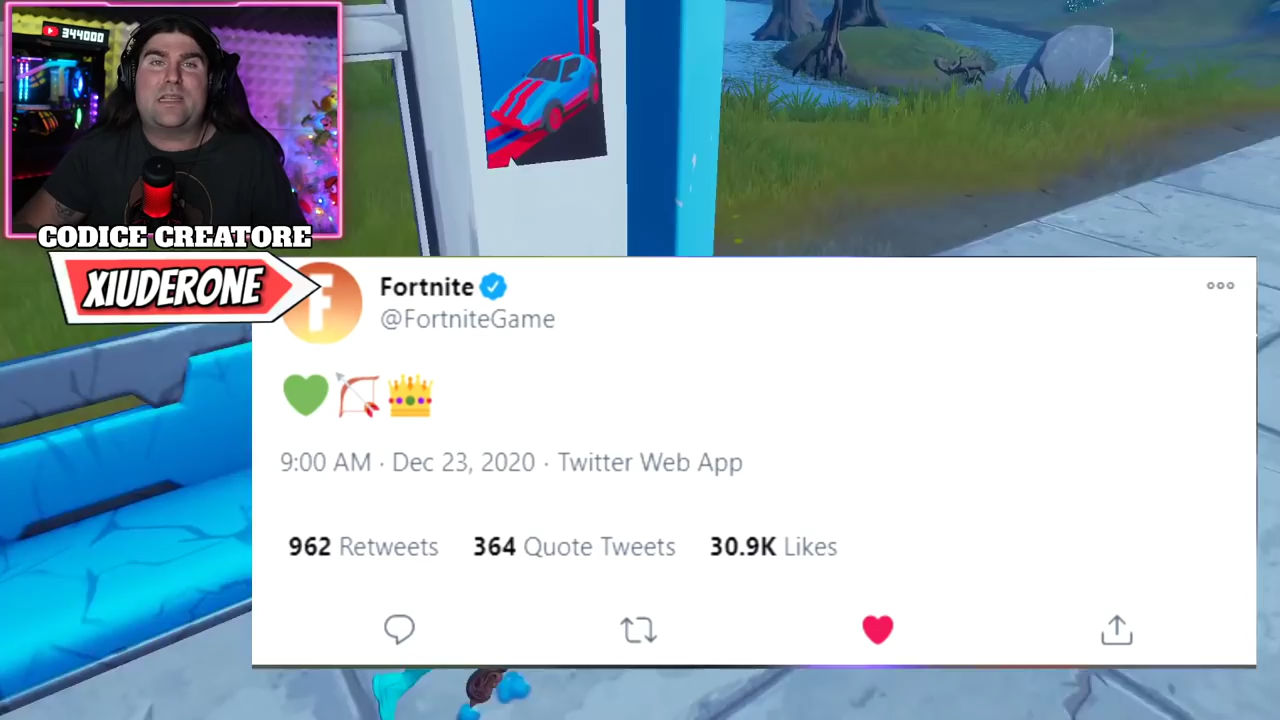 344000
CODICE CREATORE
XIUDERONE
F
Fortnite
@FortniteGame
💚🏹👑
9:00 AM · Dec 23, 2020 · Twitter Web App
962 Retweets 364 Quote Tweets 30.9K Likes